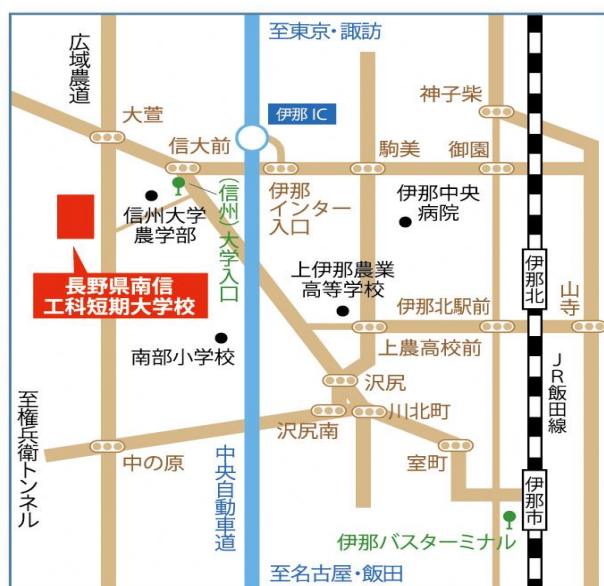 至東京・諏訪
広域農道
神子柴
大萱
伊那IC
信大前
駒美
御園
伊那
インター
入口
伊那中央
病院
信州大学
農学部
(信州)大学入口
長野県南信
工科短期大学校
上伊那農業
高等学校
伊那北
山寺
伊那北駅前
上農高校前
南部小学校
JR飯田線
沢尻
至権兵衛トンネル
沢尻南
川北町
中の原
中央自動車道
室町
伊那市
伊那バスターミナル
至名古屋・飯田